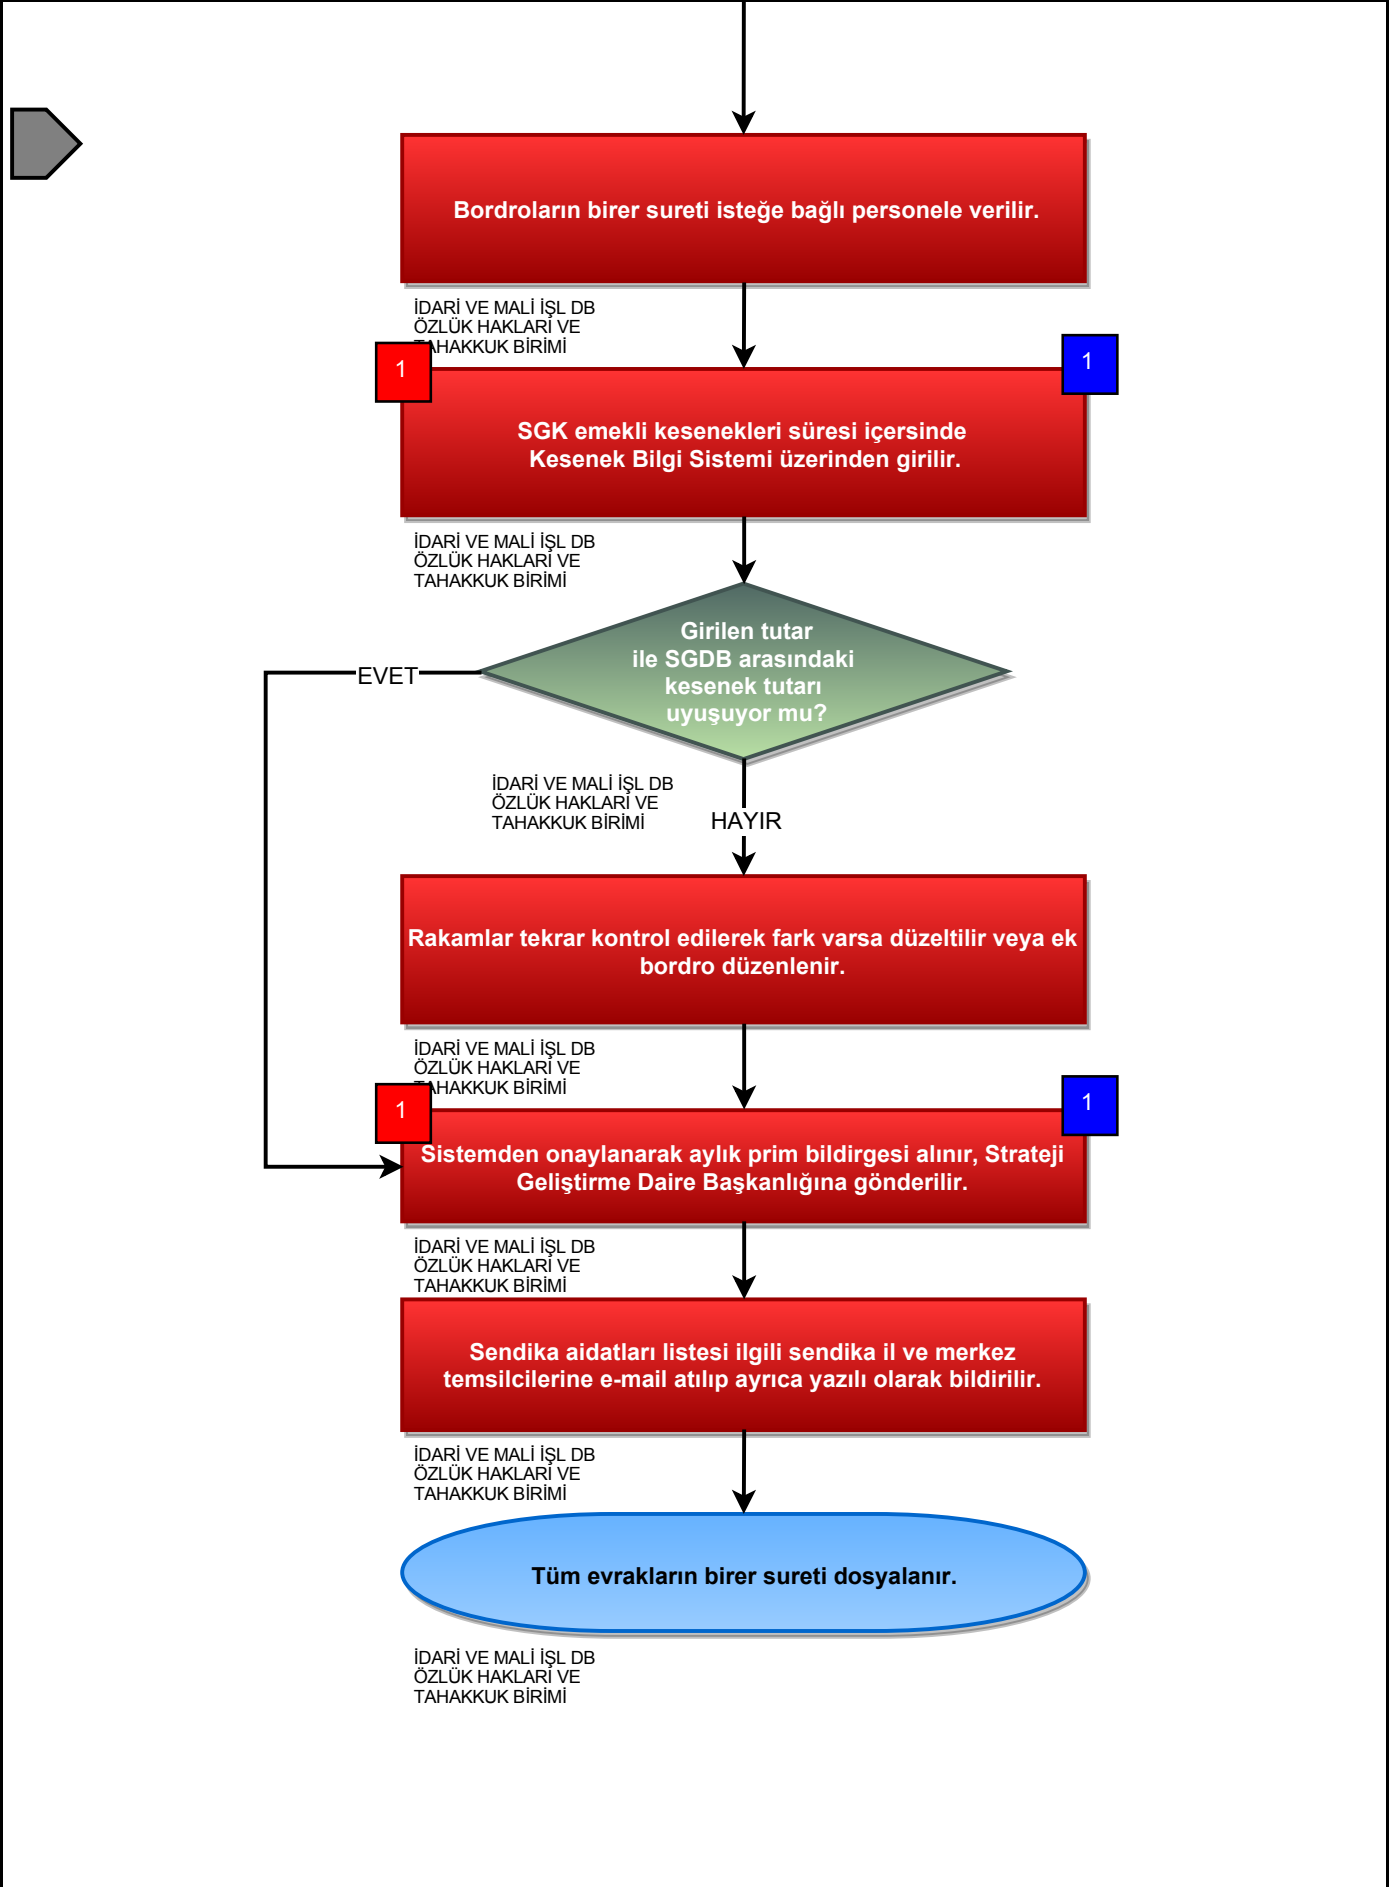 Bordroların birer sureti isteğe bağlı personele verilir.
İDARİ VE MALİ İŞL DB
ÖZLÜK HAKLARI VE
TAHAKKUK BİRİMİ
1
1
SGK emekli kesenekleri süresi içersinde
Kesenek Bilgi Sistemi üzerinden girilir.
İDARİ VE MALİ İŞL DB
ÖZLÜK HAKLARI VE
TAHAKKUK BİRİMİ
Girilen tutar
ile SGDB arasındaki
kesenek tutarı
uyuşuyor mu?
EVET
İDARİ VE MALİ İŞL DB
ÖZLÜK HAKLARI VE
TAHAKKUK BİRİMİ
HAYIR
Rakamlar tekrar kontrol edilerek fark varsa düzeltilir veya ek
bordro düzenlenir.
İDARİ VE MALİ İŞL DB
ÖZLÜK HAKLARI VE
TAHAKKUK BİRİMİ
1
1
Sistemden onaylanarak aylık prim bildirgesi alınır, Strateji
Geliştirme Daire Başkanlığına gönderilir.
İDARİ VE MALİ İŞL DB
ÖZLÜK HAKLARI VE
TAHAKKUK BİRİMİ
Sendika aidatları listesi ilgili sendika il ve merkez
temsilcilerine e-mail atılıp ayrıca yazılı olarak bildirilir.
İDARİ VE MALİ İŞL DB
ÖZLÜK HAKLARI VE
TAHAKKUK BİRİMİ
Tüm evrakların birer sureti dosyalanır.
İDARİ VE MALİ İŞL DB
ÖZLÜK HAKLARI VE
TAHAKKUK BİRİMİ